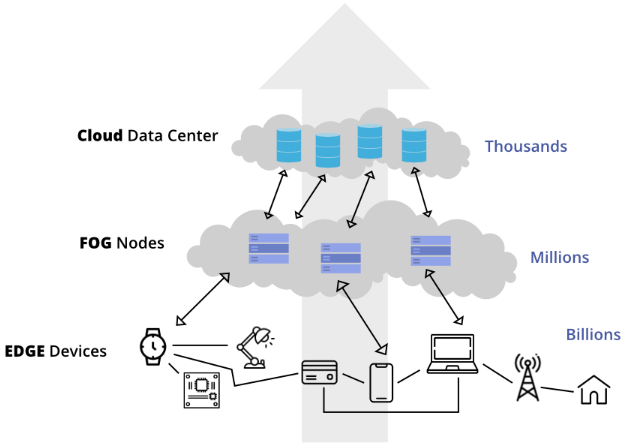 Cloud Data Center
Thousands
FOG Nodes
Millions
Billions
EDGE Devices